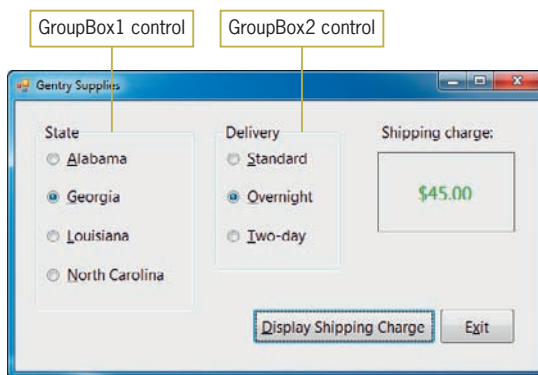 GroupBox1 control
GroupBox2 control
Gentry Supplies
State
Alabama
Georgia
Louisiana
North Carolina
Delivery
Standard
Overnight
Two-day
Shipping charge:
$45.00
Display Shipping Charge
Exit